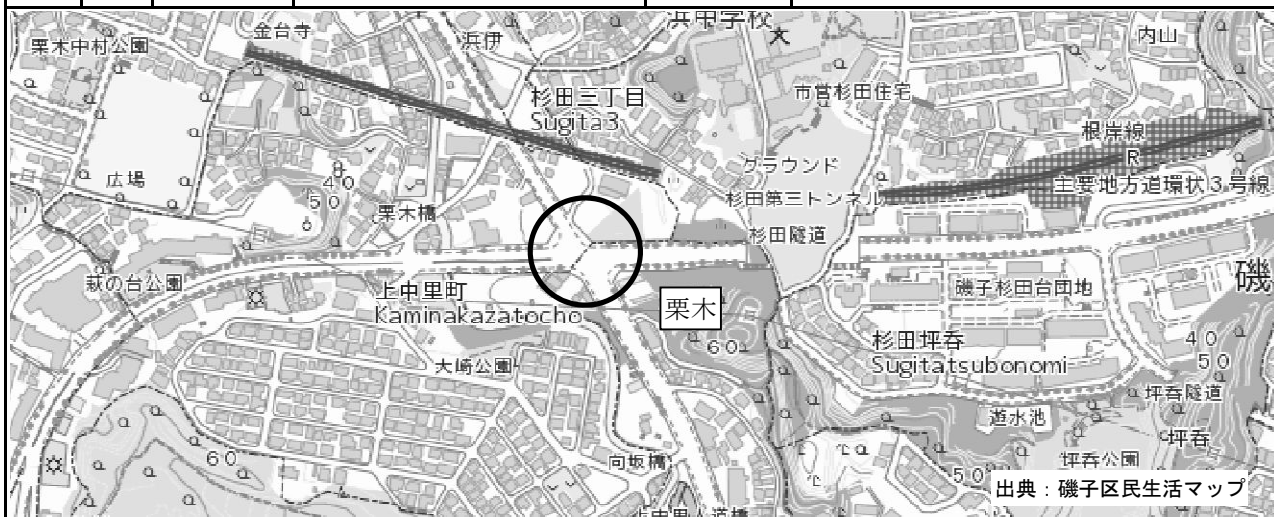 浜甲学校
金台寺
栗木中村公園
浜伊
内山
杉田三丁目
Sugita3
市営杉田住宅
根岸線
R
グラウンド
広場
40
50
杉田第三トンネル
主要地方道環状3号線
栗木橋
杉田隧道
萩の台公園
上中里町
Kaminakazatocho
栗木
磯子杉田台団地
磯
60
杉田坪呑
Sugitatsubonomi
40
50
大崎公園
坪呑隧道
遊水池
坪呑
60
向坂橋
坪呑公園
50
出典：磯子区民生活マップ